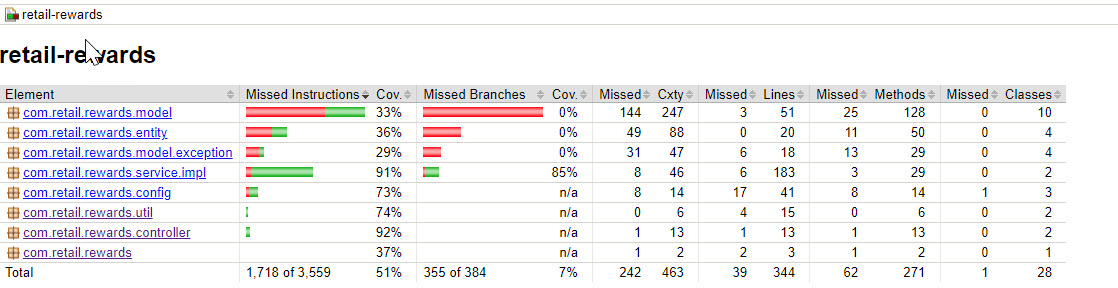 retail-rewards
retail-rewards
Element Missed Instructions Cov. Missed Branches Cov. Missed Cxty Missed Lines Missed Methods Missed Classes
com.retail.rewards.model 33% 0% 144 247 3 51 25 128 0 10
com.retail.rewards.entity 36% 0% 49 88 0 20 11 50 0 4
com.retail.rewards.model.exception 29% 0% 31 47 6 18 13 29 0 4
com.retail.rewards.service.impl 91% 85% 8 46 6 183 3 29 0 2
com.retail.rewards.config 73% n/a 8 14 17 41 8 14 1 3
com.retail.rewards.util 74% n/a 0 6 4 15 0 6 0 2
com.retail.rewards.controller 92% n/a 1 13 1 13 1 13 0 2
com.retail.rewards 37% n/a 1 2 2 3 1 2 0 1
Total 1,718 of 3,559 51% 355 of 384 7% 242 463 39 344 62 271 1 28